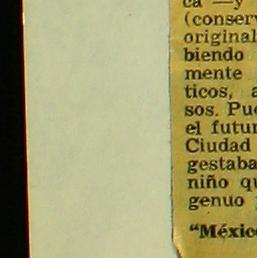 ca —y
(conserv
original
biendo
mente
ticos, a
sos. Pue
el futur
Ciudad
gestaba
niño qu
genuo
"Méxic